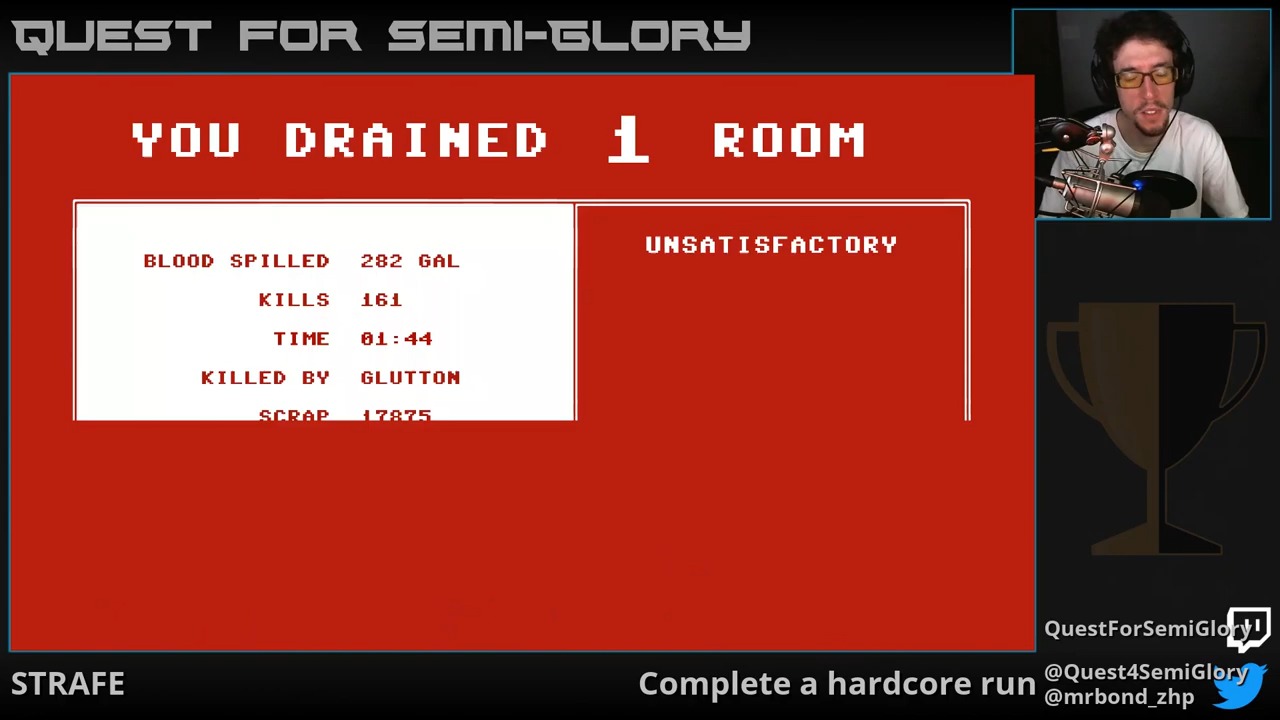 QUEST FOR SEMI-GLORY
YOU DRAINED 1 ROOM
BLOOD SPILLED 282 GAL
KILLS 161
TIME 01:44
KILLED BY GLUTTON
SCRAP 17875
UNSATISFACTORY
QuestForSemiGlory
@Quest4SemiGlory
@mrbond_zhp
STRAFE
Complete a hardcore run